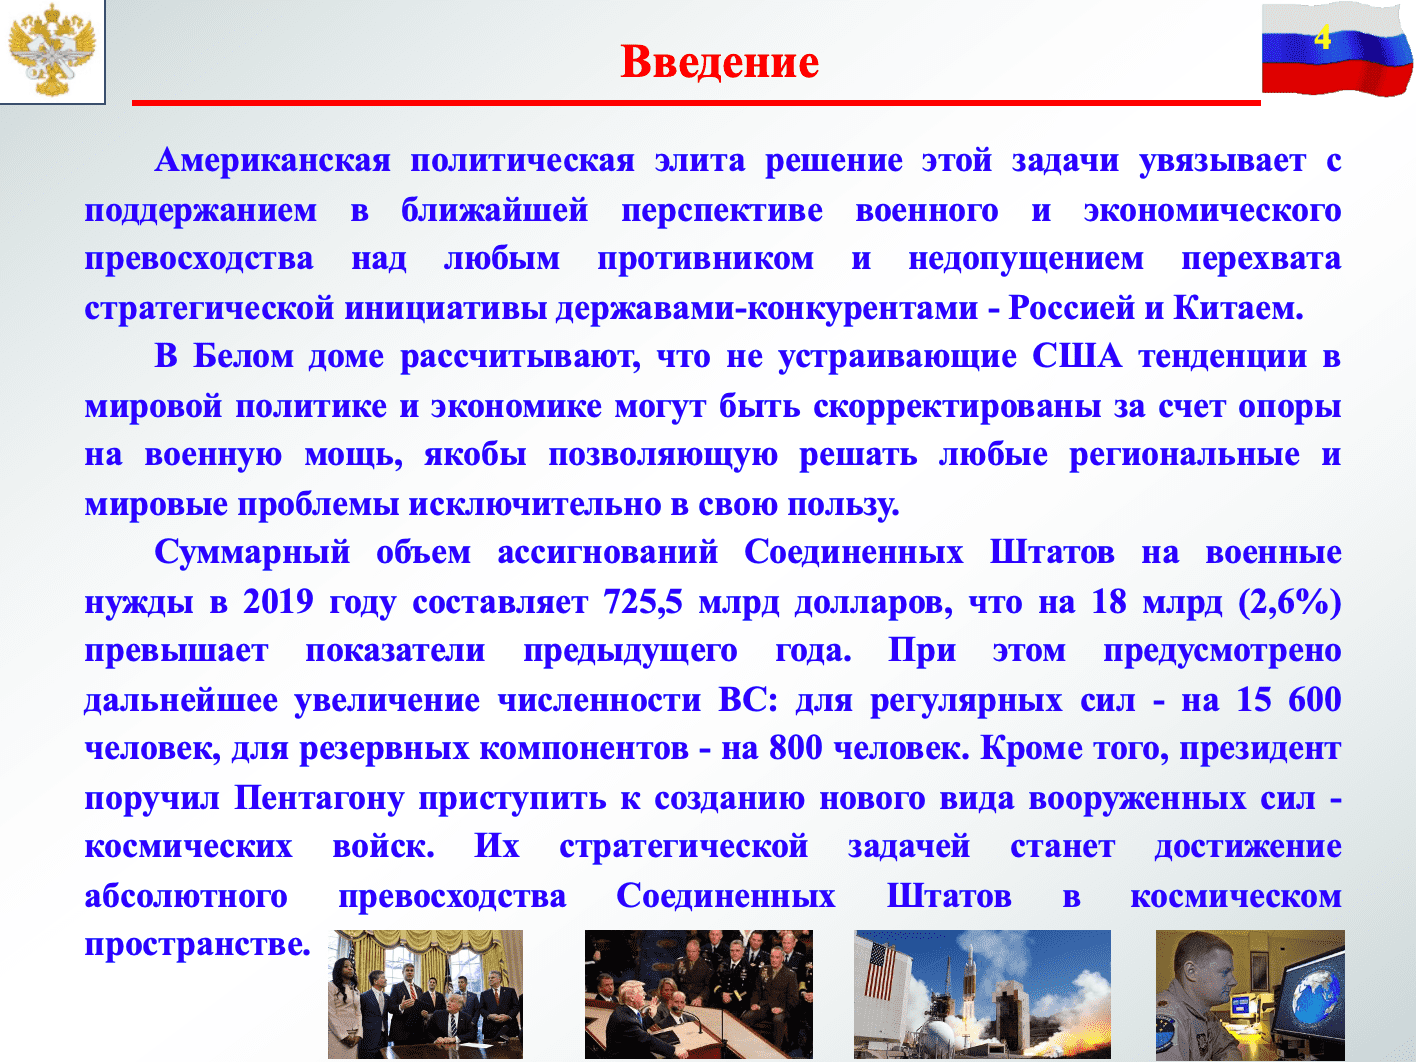 4
Введение
Американская политическая элита решение этой задачи увязывает с
поддержанием в ближайшей перспективе военного и экономического
превосходства над любым противником и недопущением перехвата
стратегической инициативы державами-конкурентами - Россией и Китаем.
В Белом доме рассчитывают, что не устраивающие США тенденции в
мировой политике и экономике могут быть скорректированы за счет опоры
на военную мощь, якобы позволяющую решать любые региональные и
мировые проблемы исключительно в свою пользу.
Суммарный объем ассигнований Соединенных Штатов на военные
нужды в 2019 году составляет 725,5 млрд долларов, что на 18 млрд (2,6%)
превышает показатели предыдущего года. При этом предусмотрено
дальнейшее увеличение численности ВС: для регулярных сил - на 15 600
человек, для резервных компонентов - на 800 человек. Кроме того, президент
поручил Пентагону приступить к созданию нового вида вооруженных сил -
космических войск. Их стратегической задачей станет достижение
абсолютного превосходства Соединенных Штатов в космическом
пространстве.